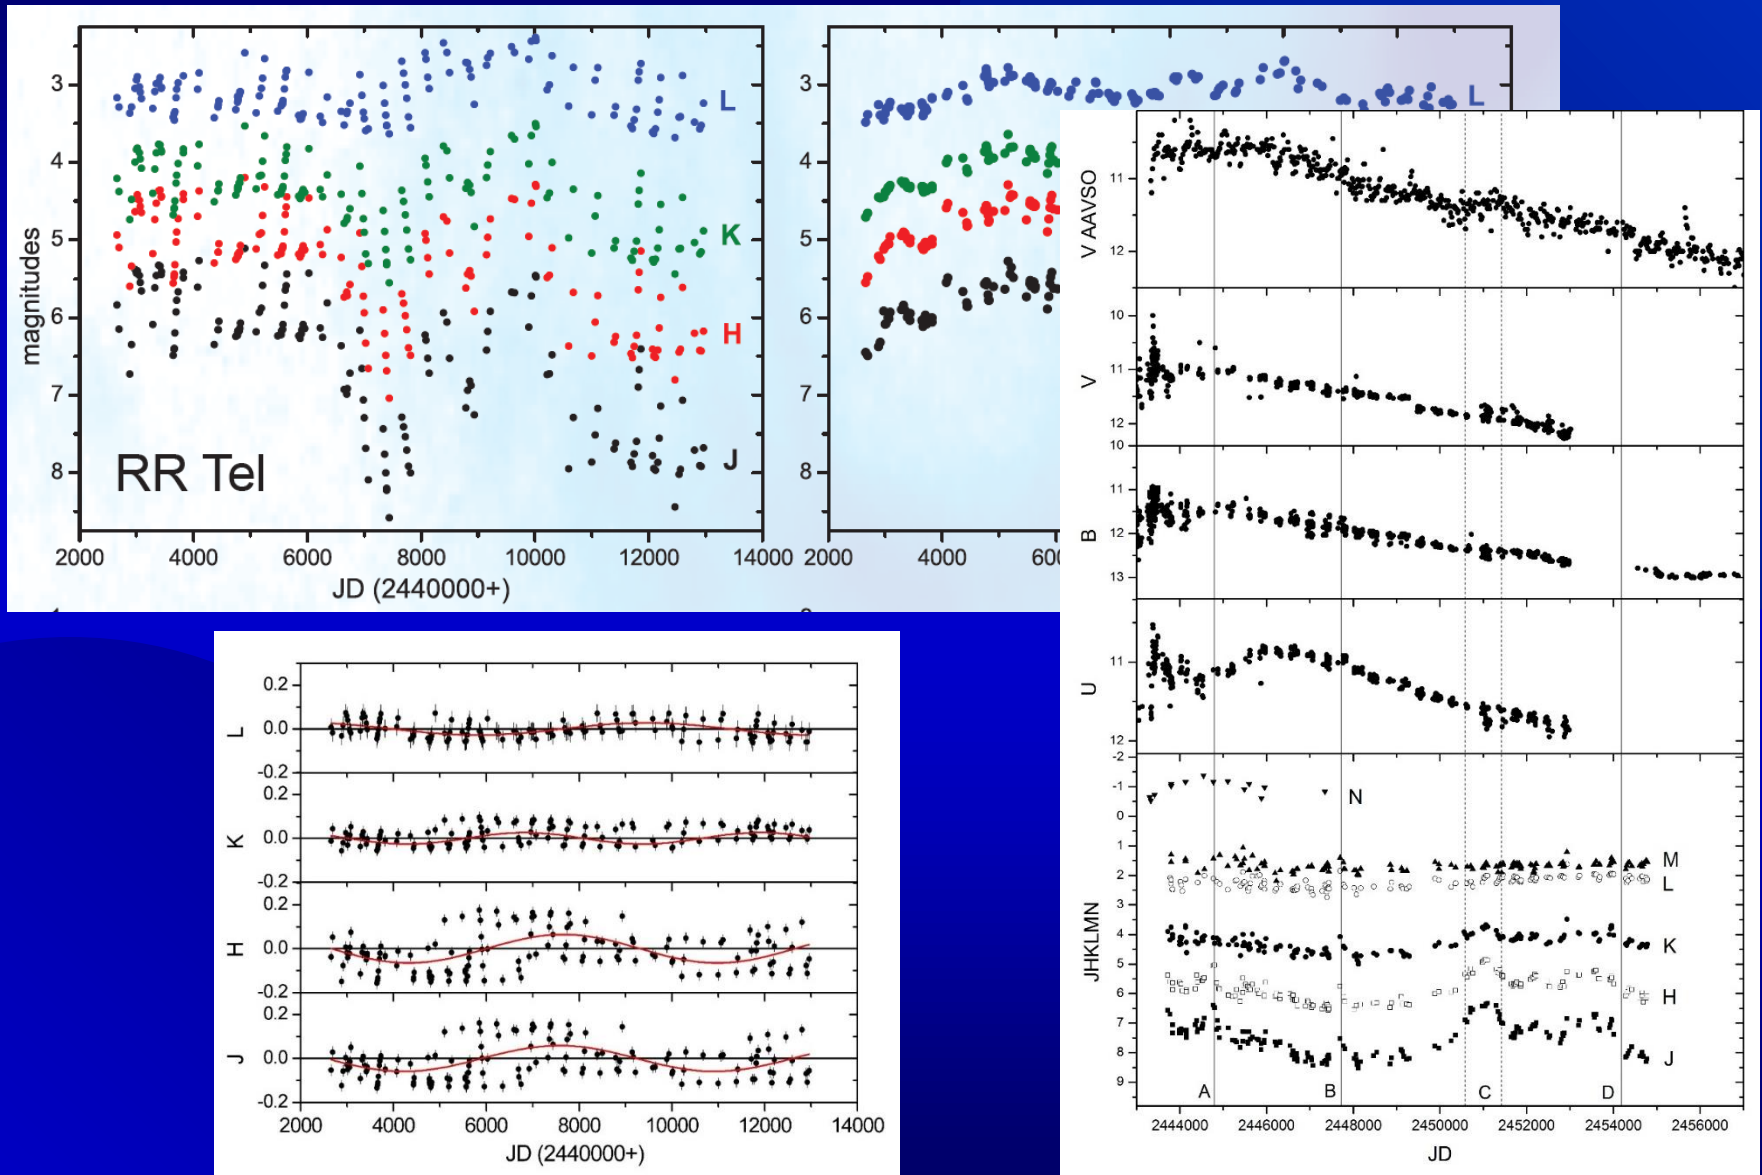 3
4
5
6
7
8
magnitudes
L
K
H
J
RR Tel
2000
4000
6000
8000
10000
12000
14000
JD (2440000+)
3
4
5
6
7
8
L
2000
4000
60
V AAVSO
11
12
V
10
11
12
B
10
11
12
13
U
11
12
JHKLMN
-2
-1
0
1
2
3
4
5
6
7
8
9
N
M
L
K
H
J
A
B
C
D
2444000
2446000
2448000
2450000
2452000
2454000
2456000
JD
L
0.2
0.0
-0.2
K
0.2
0.0
-0.2
H
0.2
0.0
-0.2
J
0.2
0.0
-0.2
2000
4000
6000
8000
10000
12000
14000
JD (2440000+)